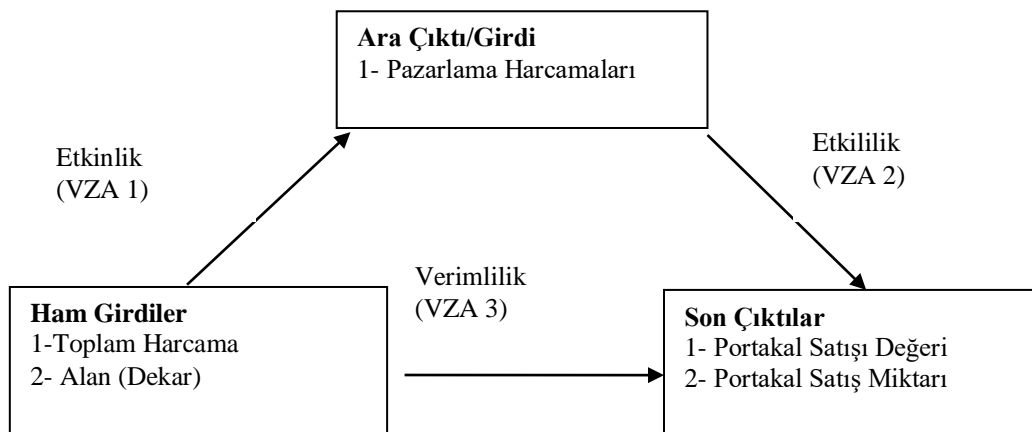 Ara Çıktı/Girdi
1- Pazarlama Harcamaları
Etkinlik
(VZA 1)
Etkililik
(VZA 2)
Verimlilik
(VZA 3)
Ham Girdiler
1-Toplam Harcama
2- Alan (Dekar)
Son Çıktılar
1- Portakal Satışı Değeri
2- Portakal Satış Miktarı